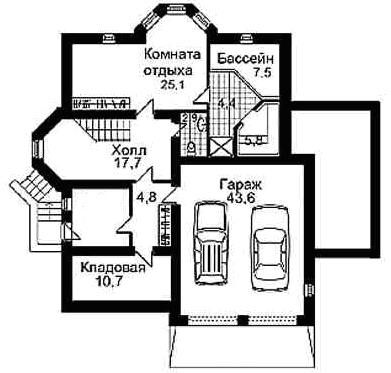 Комната
отдыха
25,1
Бассейн
7,5
4,4
2,9
5,8
Холл
17,7
4,8
Гараж
43,6
Кладовая
10,7